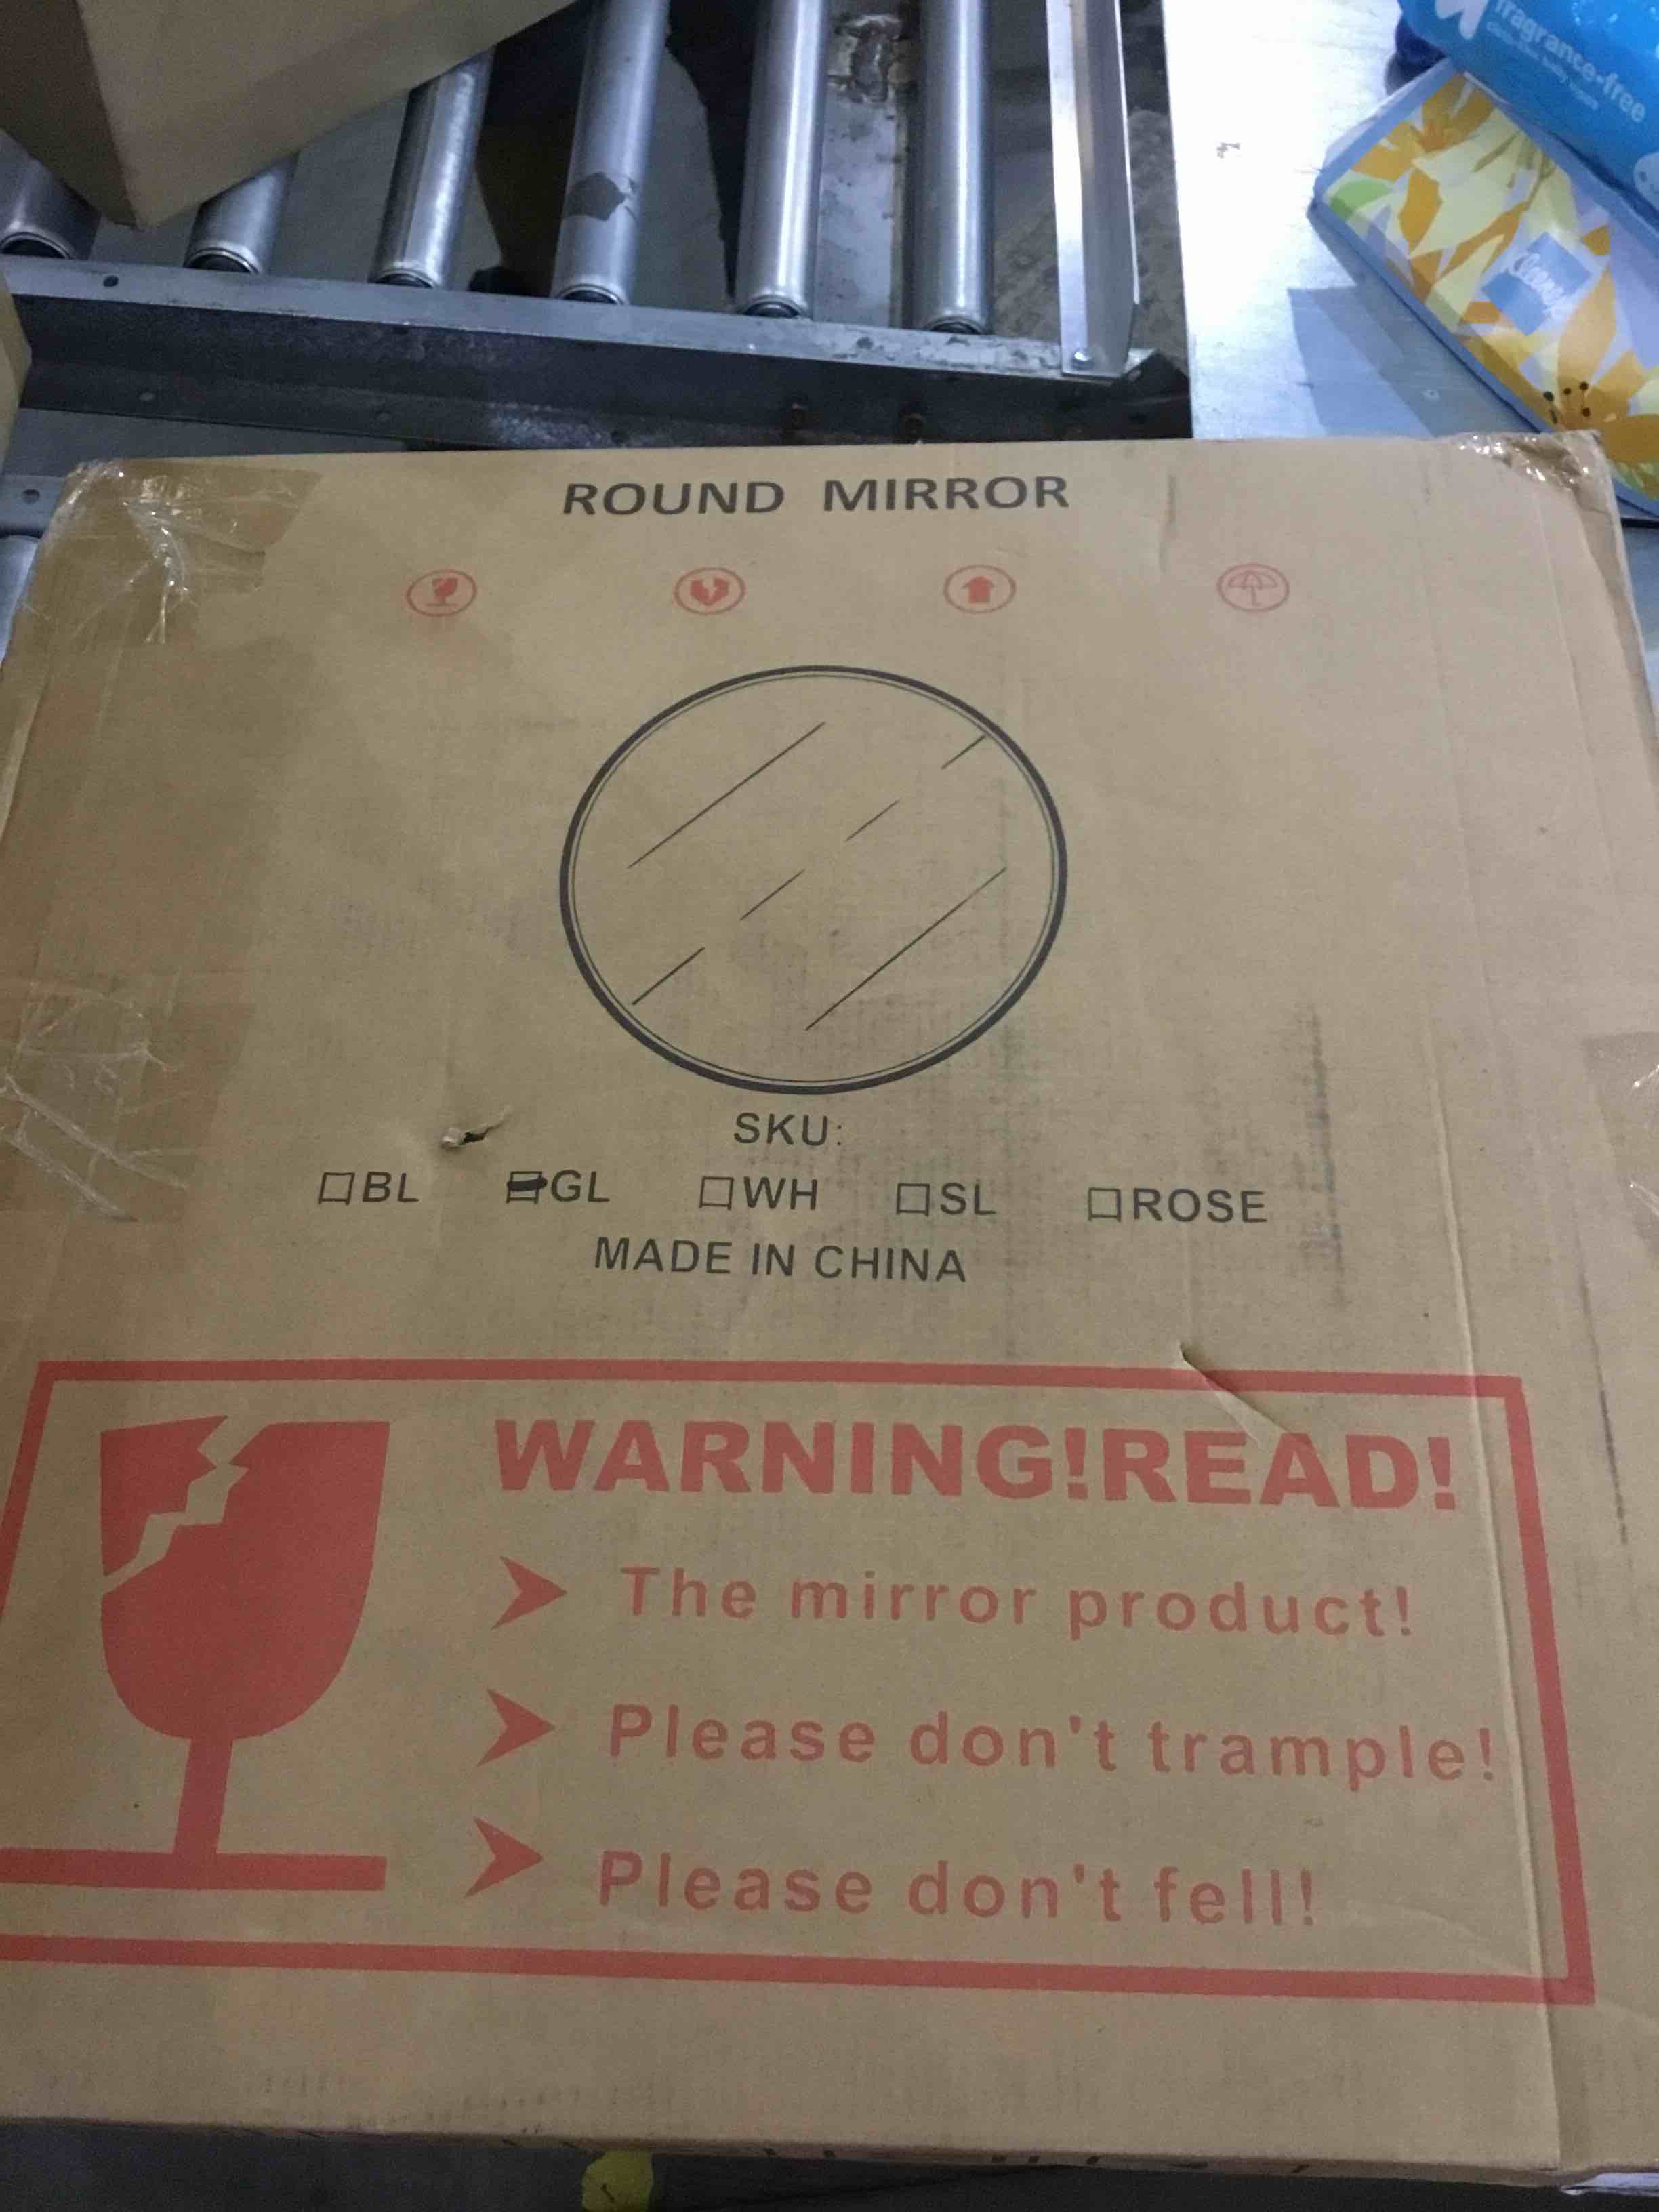 fragrance-free
Kleenex
ROUND MIRROR
SKU:
BL GL WH SL ROSE
MADE IN CHINA
WARNING!READ!
The mirror product!
Please don't trample!
Please don't fell!